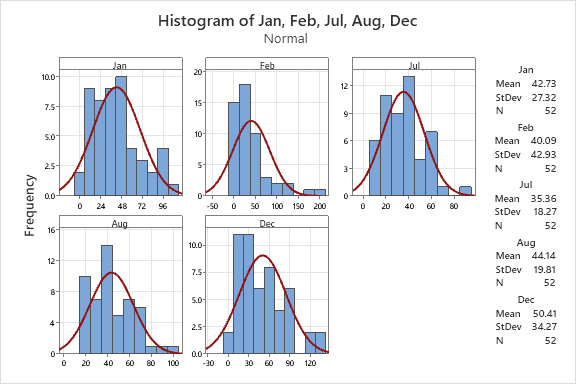 Histogram of Jan, Feb, Jul, Aug, Dec
Normal
Frequency
Jan
10.0
7.5
5.0
2.5
0.0
0 24 48 72 96
Feb
20
15
10
5
0
-50 0 50 100 150 200
Jul
12
9
6
3
0
0 20 40 60 80
Aug
16
12
8
4
0
0 20 40 60 80 100
Dec
10.0
7.5
5.0
2.5
0.0
-30 0 30 60 90 120
Jan
Mean 42.73
StDev 27.32
N 52
Feb
Mean 40.09
StDev 42.93
N 52
Jul
Mean 35.36
StDev 18.27
N 52
Aug
Mean 44.14
StDev 19.81
N 52
Dec
Mean 50.41
StDev 34.27
N 52